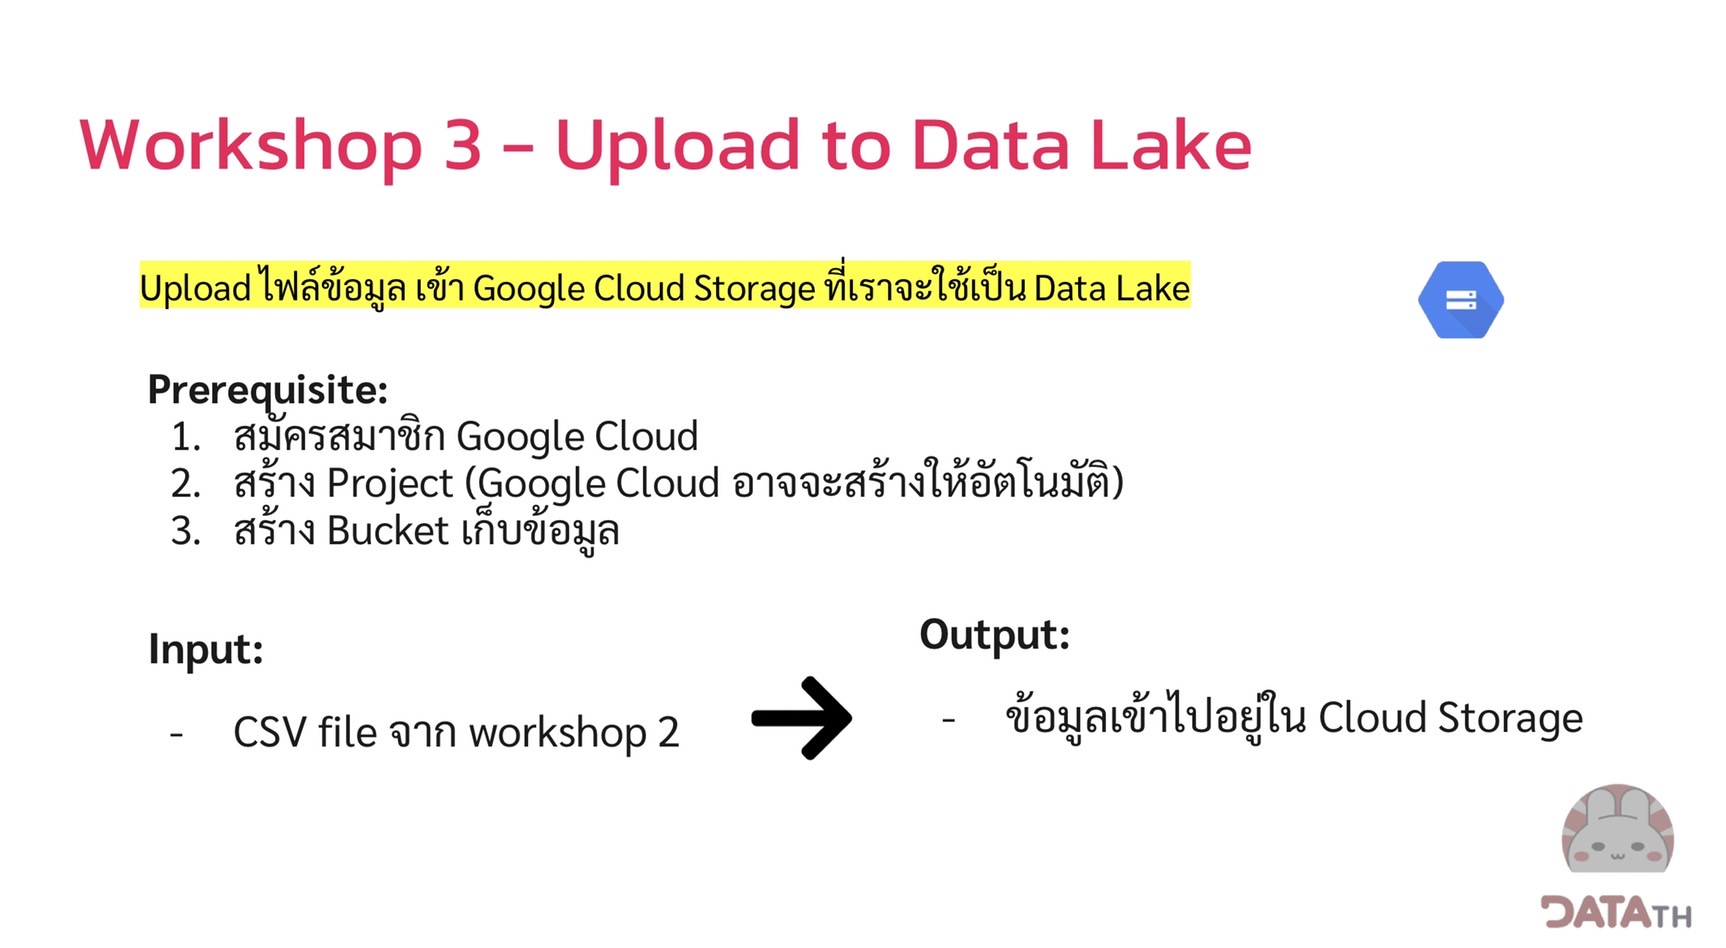 Workshop 3 - Upload to Data Lake
Upload ไฟล์ข้อมูล เข้า Google Cloud Storage ที่เราจะใช้เป็น Data Lake
Prerequisite:
1. สมัครสมาชิก Google Cloud
2. สร้าง Project (Google Cloud อาจจะสร้างให้อัตโนมัติ)
3. สร้าง Bucket เก็บข้อมูล
Input:
- CSV file จาก workshop 2
Output:
- ข้อมูลเข้าไปอยู่ใน Cloud Storage
DATATH